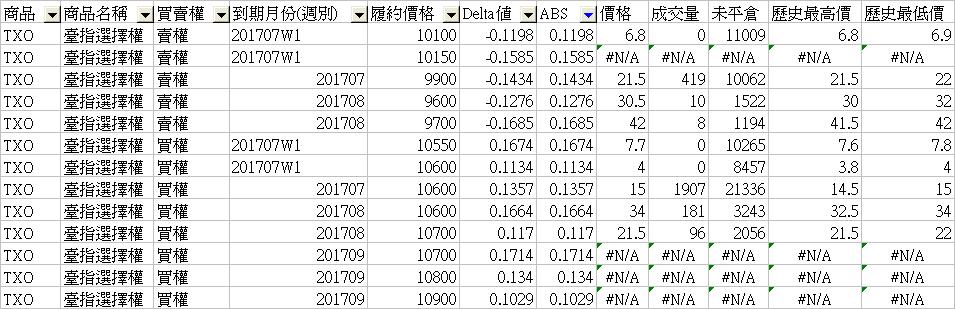 商品 商品名稱 買賣權 到期月份(週別) 履約價格 Delta值 ABS 價格 成交量 未平倉 歷史最高價 歷史最低價
TXO 臺指選擇權 賣權 201707W1 10100 -0.1198 0.1198 6.8 0 11009 6.8 6.9
TXO 臺指選擇權 賣權 201707W1 10150 -0.1585 0.1585 #N/A #N/A #N/A #N/A #N/A
TXO 臺指選擇權 賣權 201707 9900 -0.1434 0.1434 21.5 419 10062 21.5 22
TXO 臺指選擇權 賣權 201708 9600 -0.1276 0.1276 30.5 10 1522 30 32
TXO 臺指選擇權 賣權 201708 9700 -0.1685 0.1685 42 8 1194 41.5 42
TXO 臺指選擇權 買權 201707W1 10550 0.1674 0.1674 7.7 0 10265 7.6 7.8
TXO 臺指選擇權 買權 201707W1 10600 0.1134 0.1134 4 0 8457 3.8 4
TXO 臺指選擇權 買權 201707 10600 0.1357 0.1357 15 1907 21336 14.5 15
TXO 臺指選擇權 買權 201708 10600 0.1664 0.1664 34 181 3243 32.5 34
TXO 臺指選擇權 買權 201708 10700 0.117 0.117 21.5 96 2056 21.5 22
TXO 臺指選擇權 買權 201709 10700 0.1714 0.1714 #N/A #N/A #N/A #N/A #N/A
TXO 臺指選擇權 買權 201709 10800 0.134 0.134 #N/A #N/A #N/A #N/A #N/A
TXO 臺指選擇權 買權 201709 10900 0.1029 0.1029 #N/A #N/A #N/A #N/A #N/A